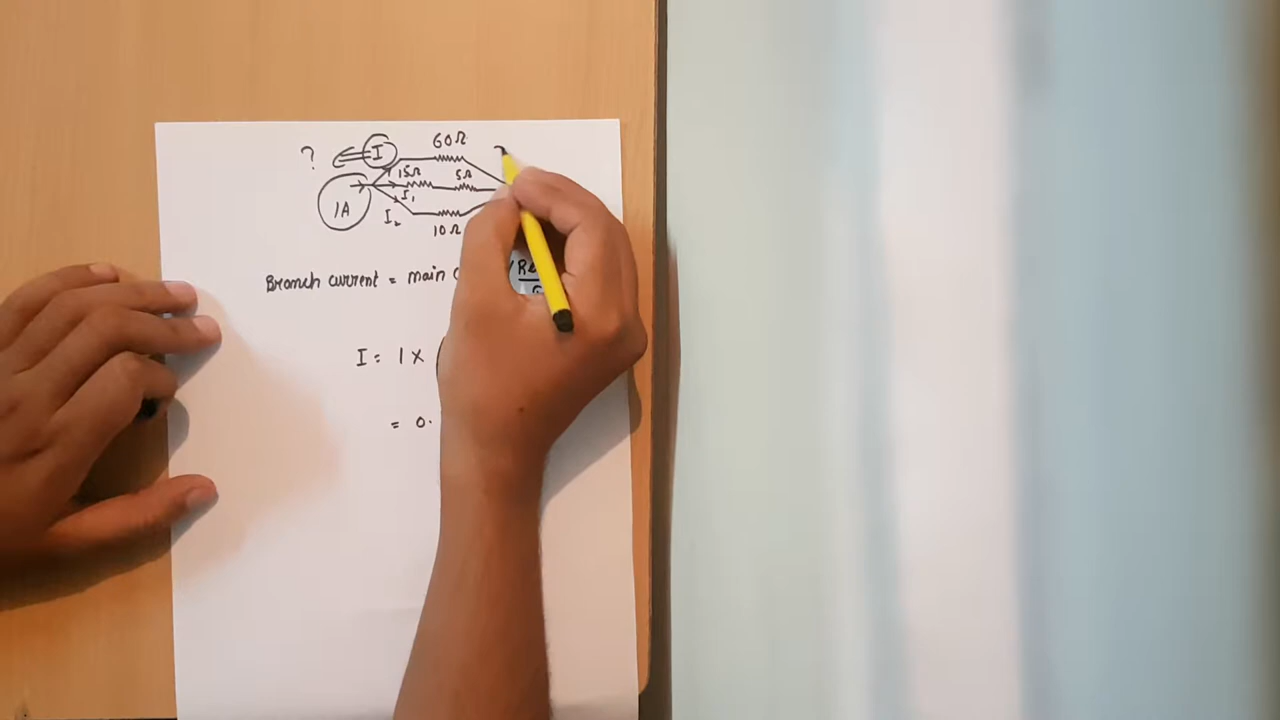 ? I 60Ω
15Ω 5Ω
I₁
1A
I₂
10Ω
Branch current = main
I = 1 ×
= 0.